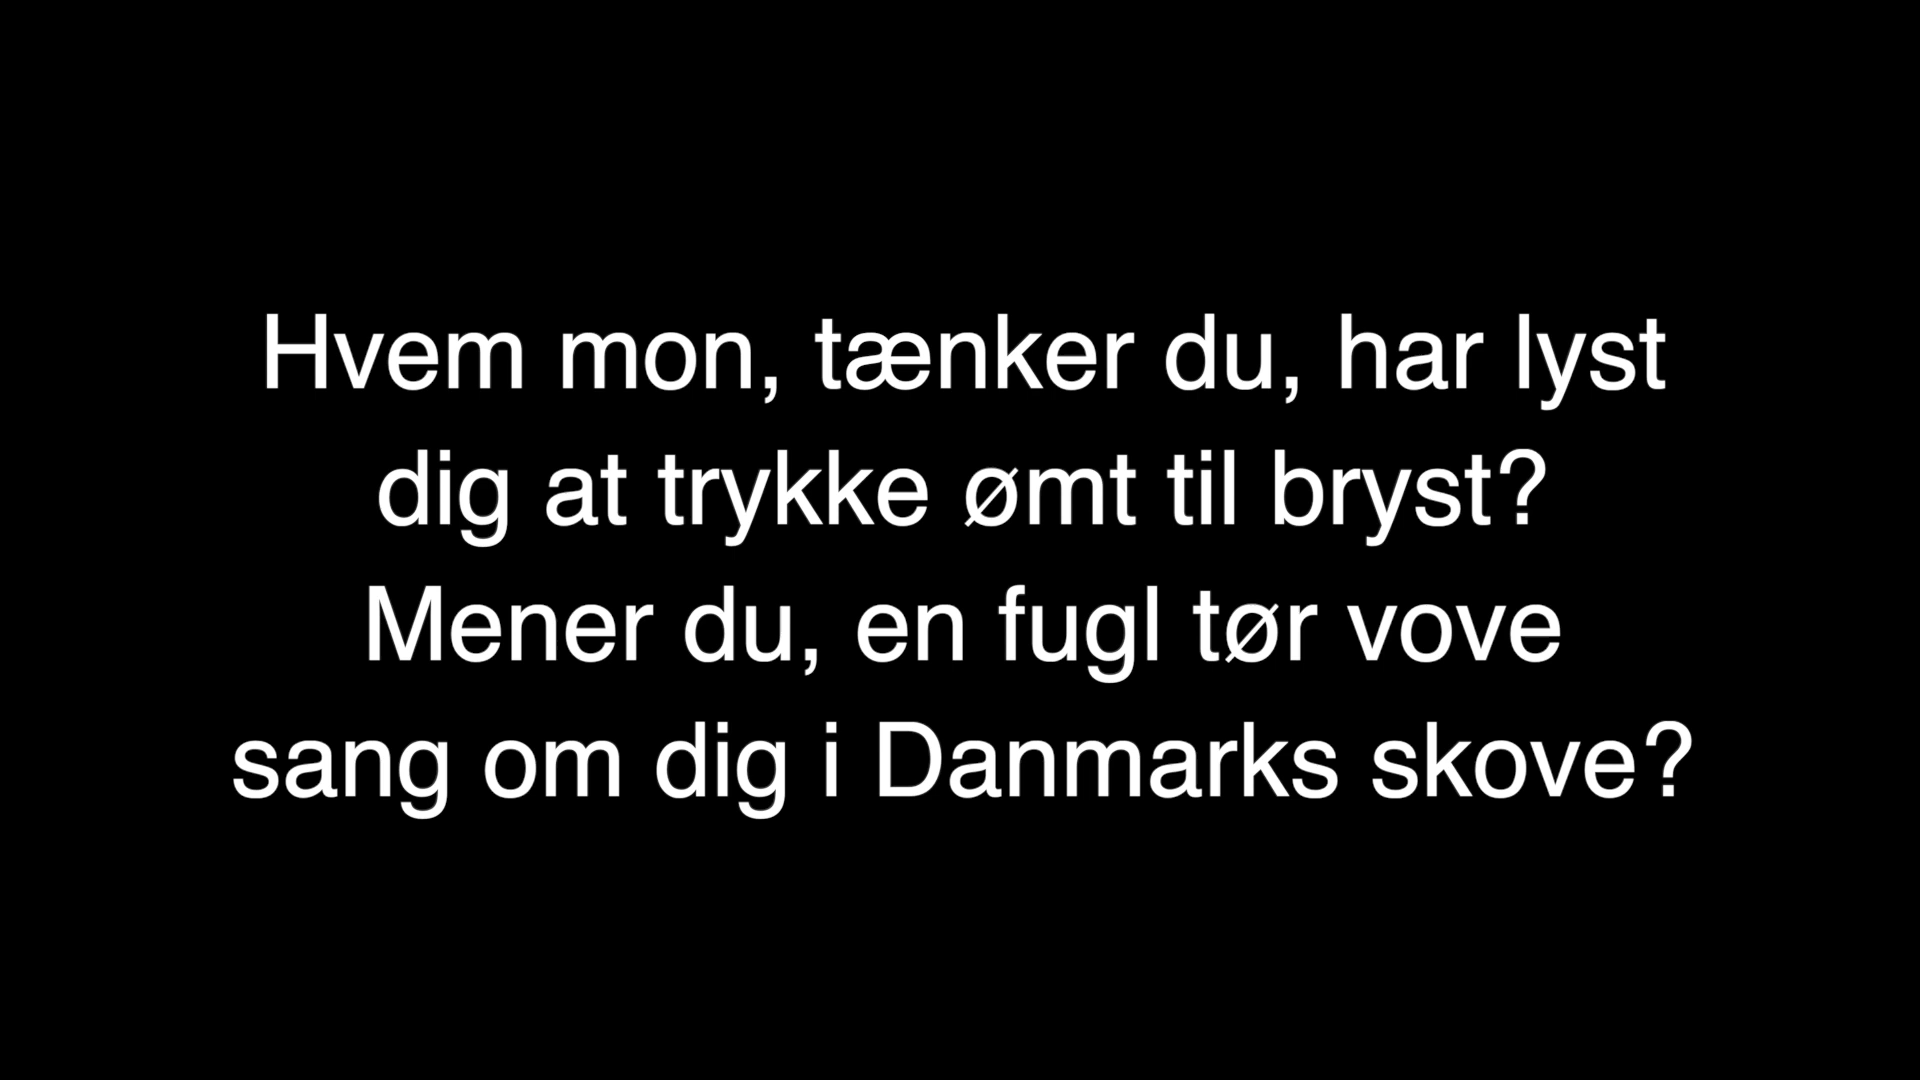 Hvem mon, tænker du, har lyst
dig at trykke ømt til bryst?
Mener du, en fugl tør vove
sang om dig i Danmarks skove?